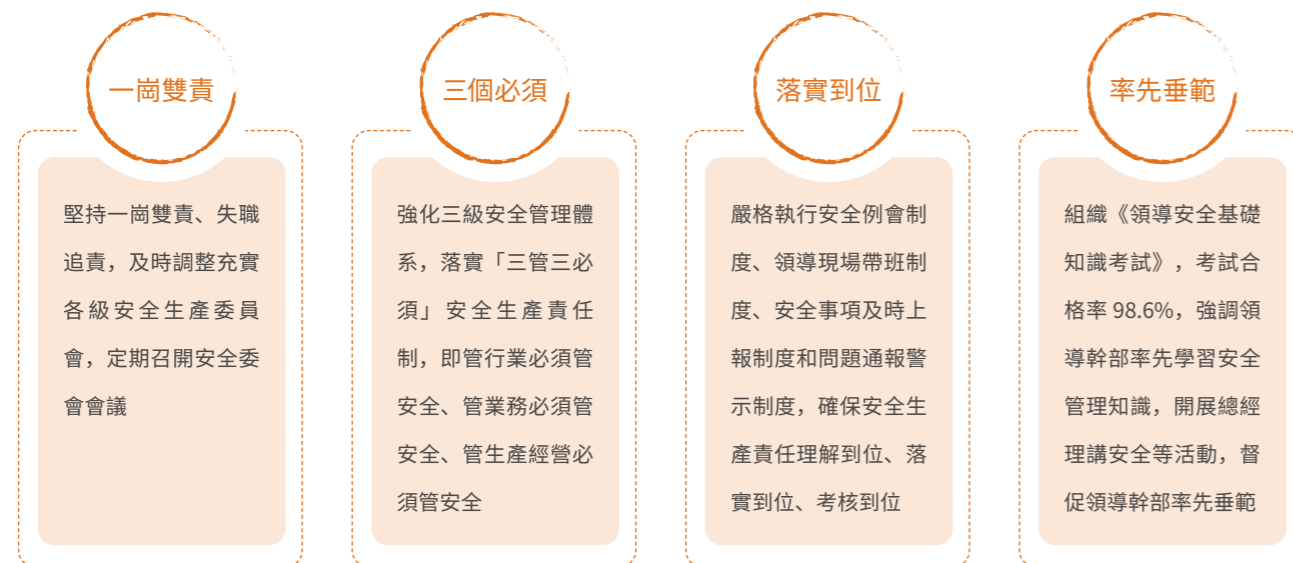 一崗雙責
堅持一崗雙責、失職
追責，及時調整充實
各級安全生產委員
會，定期召開安全委
會會議
三個必須
強化三級安全管理體
系，落實「三管三必
須」安全生產責任
制，即管行業必須管
安全、管業務必須管
安全、管生產經營必
須管安全
落實到位
嚴格執行安全例會制
度、領導現場帶班制
度、安全事項及時上
報制度和問題通報警
示制度，確保安全生
產責任理解到位、落
實到位、考核到位
率先垂範
組織《領導安全基礎
知識考試》，考試合
格率 98.6%，強調領
導幹部率先學習安全
管理知識，開展總經
理講安全等活動，督
促領導幹部率先垂範